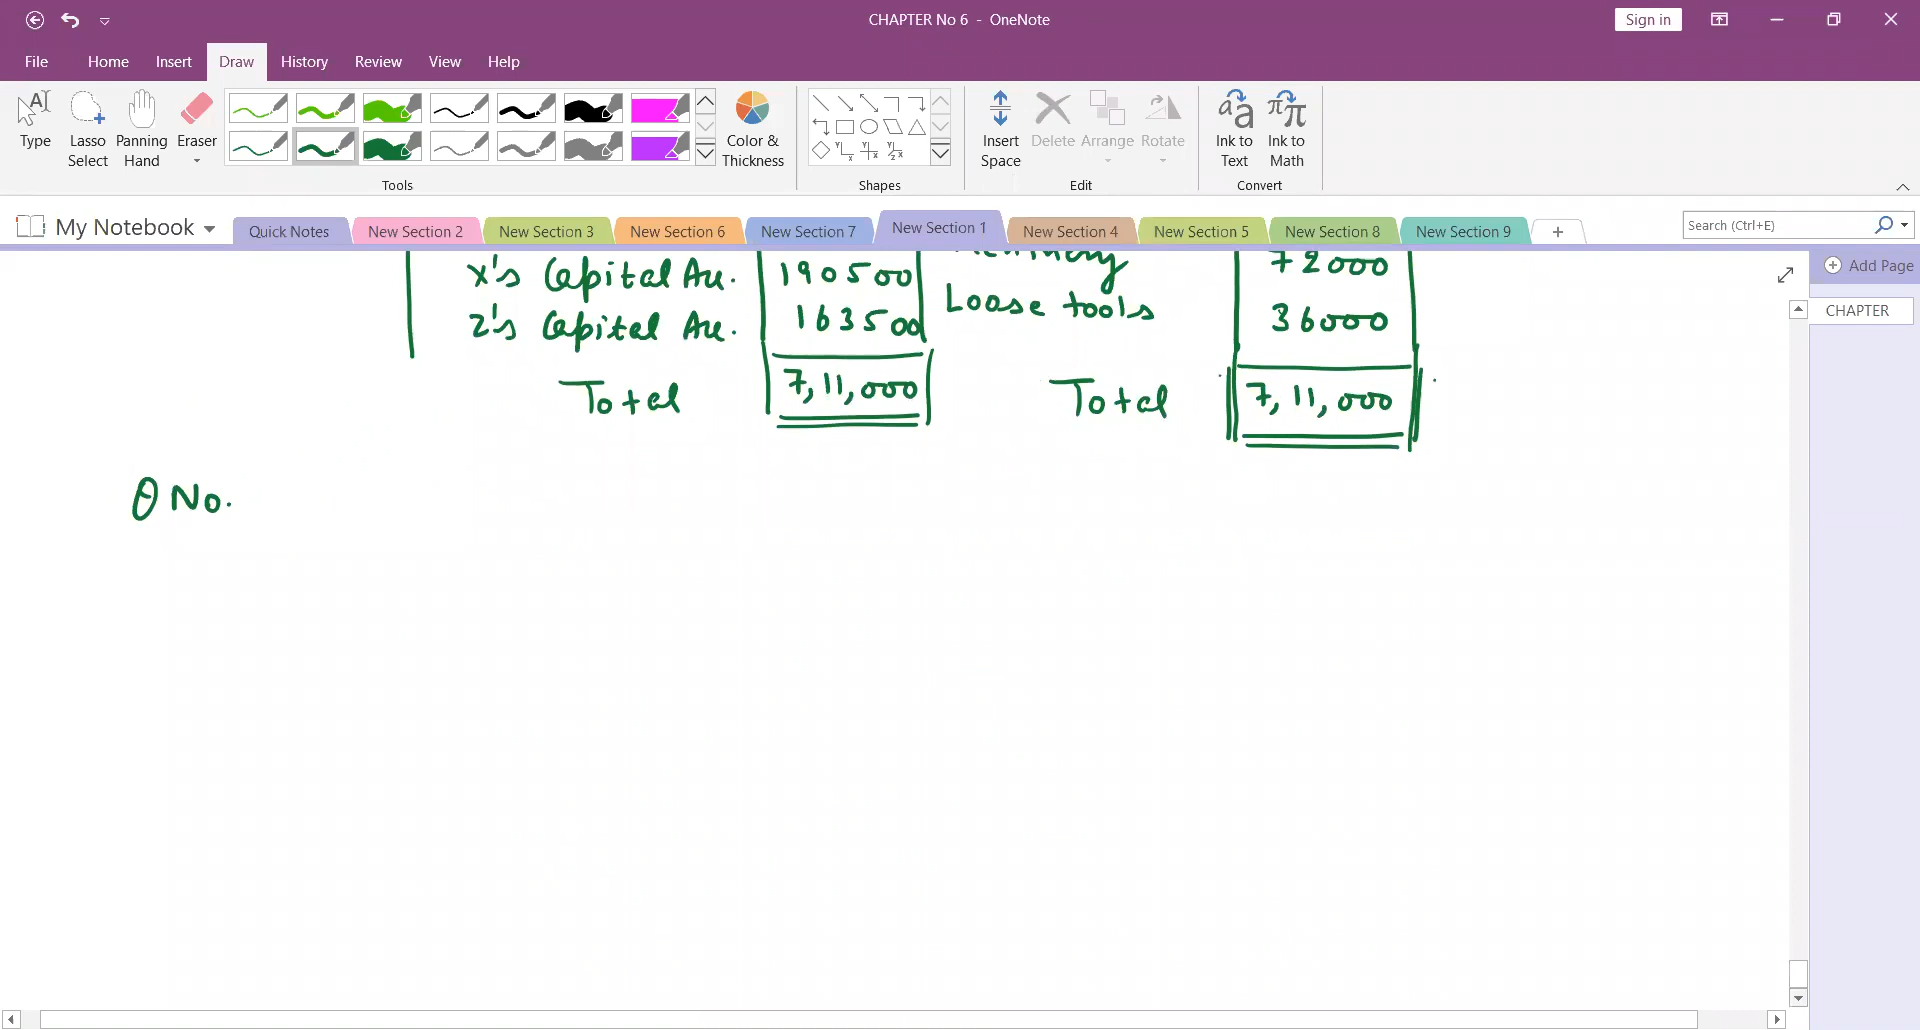 CHAPTER No 6 - OneNote
Sign in
File Home Insert Draw History Review View Help
Type
Lasso Select
Panning Hand
Eraser
Color & Thickness
Insert Space
Delete
Arrange
Rotate
Ink to Text
Ink to Math
Tools
Shapes
Edit
Convert
My Notebook
Quick Notes
New Section 2
New Section 3
New Section 6
New Section 7
New Section 1
New Section 4
New Section 5
New Section 8
New Section 9
Search (Ctrl+E)
Add Page
CHAPTER
X's Capital Au. 190500 72000
Z's Capital Au. 163500 Loose tools 36000
Total 7,11,000 Total 7,11,000
Q No.